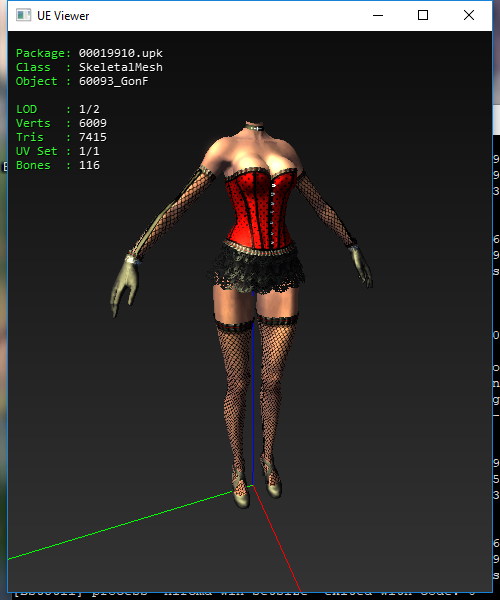 UE Viewer
Package: 00019910.upk
Class : SkeletalMesh
Object : 60093_GonF
LOD : 1/2
Verts : 6009
Tris : 7415
UV Set : 1/1
Bones : 116